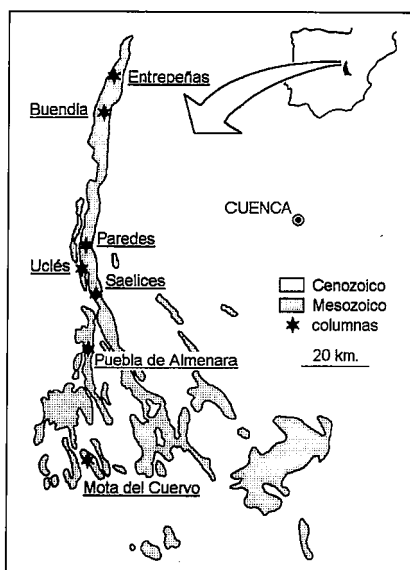 Entrepeñas
Buendía
CUENCA
Paredes
Uclés
Saelices
Cenozoico
Mesozoico
columnas
20 km.
Puebla de Almenara
Mota del Cuervo